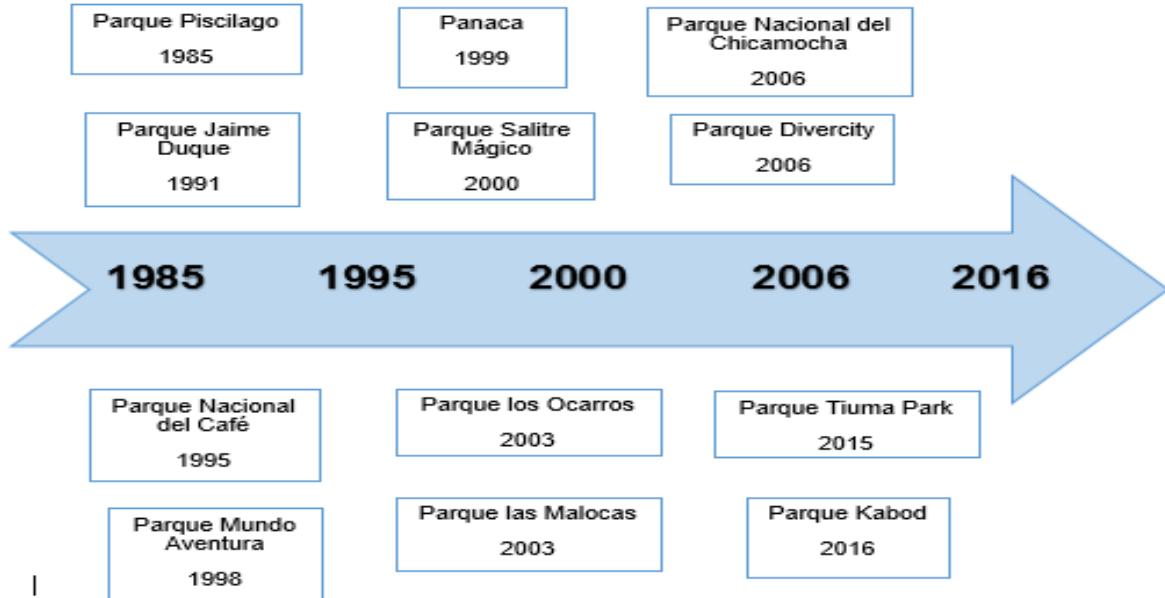 Parque Piscilago
1985
Panaca
1999
Parque Nacional del
Chicamocha
2006
Parque Jaime
Duque
1991
Parque Salitre
Mágico
2000
Parque Divercity
2006
1985 1995 2000 2006 2016
Parque Nacional
del Café
1995
Parque los Ocarros
2003
Parque Tiuma Park
2015
Parque Mundo
Aventura
1998
Parque las Malocas
2003
Parque Kabod
2016